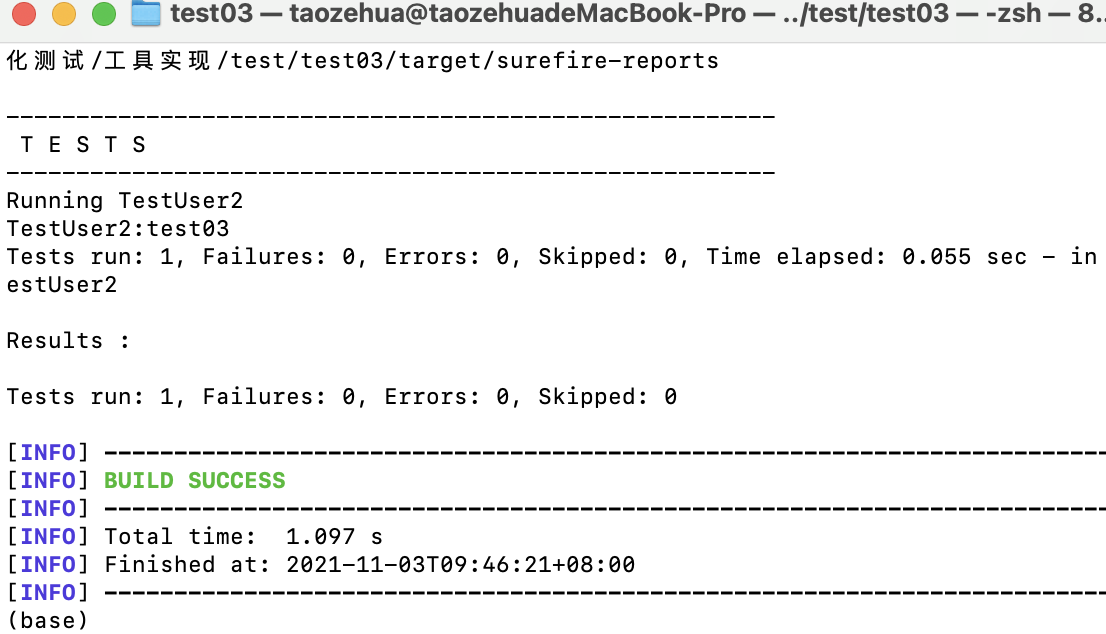 test03 — taozehua@taozehuadeMacBook-Pro — ../test/test03 — -zsh — 8..
化测试/工具实现/test/test03/target/surefire-reports
-------------------------------------------------------
T E S T S
-------------------------------------------------------
Running TestUser2
TestUser2:test03
Tests run: 1, Failures: 0, Errors: 0, Skipped: 0, Time elapsed: 0.055 sec - in
estUser2
Results :
Tests run: 1, Failures: 0, Errors: 0, Skipped: 0
[INFO] ------------------------------------------------------------------------
[INFO] BUILD SUCCESS
[INFO] ------------------------------------------------------------------------
[INFO] Total time:  1.097 s
[INFO] Finished at: 2021-11-03T09:46:21+08:00
[INFO] ------------------------------------------------------------------------
(base)